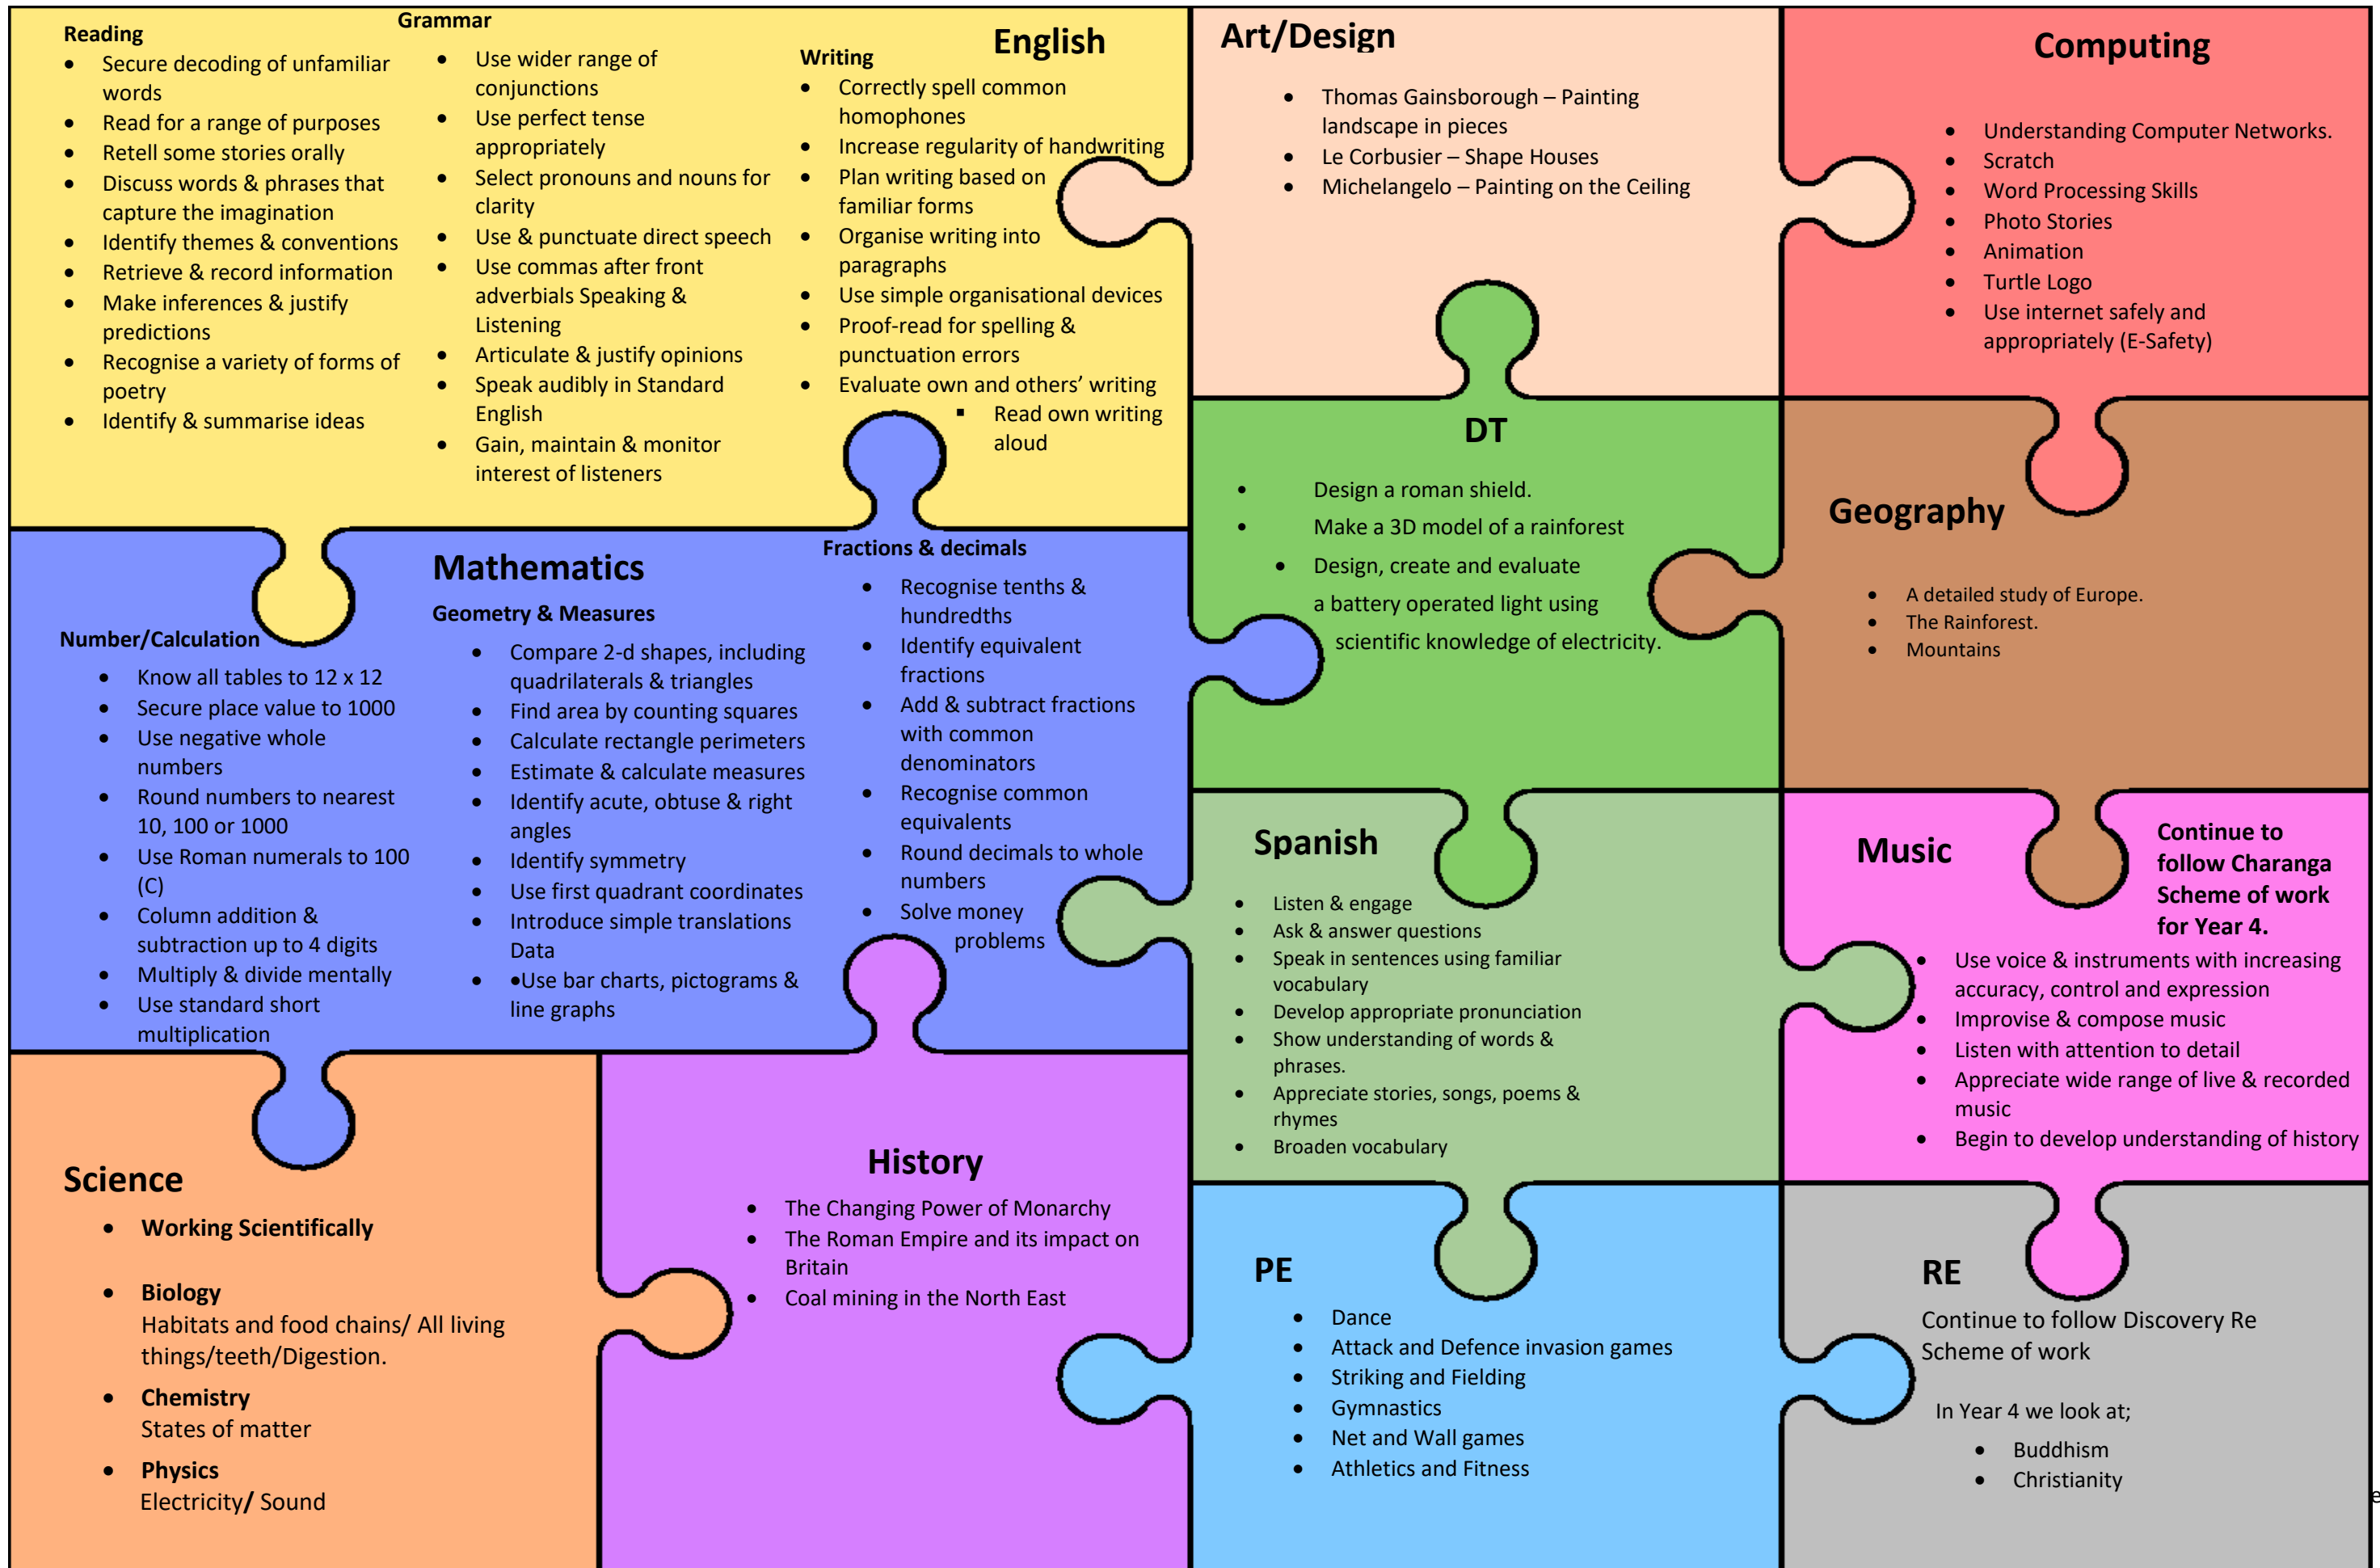 English
Reading
• Secure decoding of unfamiliar
words
• Read for a range of purposes
• Retell some stories orally
• Discuss words & phrases that
capture the imagination
• Identify themes & conventions
• Retrieve & record information
• Make inferences & justify
predictions
• Recognise a variety of forms of
poetry
• Identify & summarise ideas
Grammar
• Use wider range of
conjunctions
• Use perfect tense
appropriately
• Select pronouns and nouns for
clarity
• Use & punctuate direct speech
• Use commas after front
adverbials Speaking &
Listening
• Articulate & justify opinions
• Speak audibly in Standard
English
• Gain, maintain & monitor
interest of listeners
Writing
• Correctly spell common
homophones
• Increase regularity of handwriting
• Plan writing based on
familiar forms
• Organise writing into
paragraphs
• Use simple organisational devices
• Proof-read for spelling &
punctuation errors
• Evaluate own and others’ writing
▪ Read own writing
aloud
Art/Design
• Thomas Gainsborough – Painting
landscape in pieces
• Le Corbusier – Shape Houses
• Michelangelo – Painting on the Ceiling
Computing
• Understanding Computer Networks.
• Scratch
• Word Processing Skills
• Photo Stories
• Animation
• Turtle Logo
• Use internet safely and
appropriately (E-Safety)
Mathematics
Number/Calculation
• Know all tables to 12 x 12
• Secure place value to 1000
• Use negative whole
numbers
• Round numbers to nearest
10, 100 or 1000
• Use Roman numerals to 100
(C)
• Column addition &
subtraction up to 4 digits
• Multiply & divide mentally
• Use standard short
multiplication
Geometry & Measures
• Compare 2-d shapes, including
quadrilaterals & triangles
• Find area by counting squares
• Calculate rectangle perimeters
• Estimate & calculate measures
• Identify acute, obtuse & right
angles
• Identify symmetry
• Use first quadrant coordinates
• Introduce simple translations
Data
• •Use bar charts, pictograms &
line graphs
Fractions & decimals
• Recognise tenths &
hundredths
• Identify equivalent
fractions
• Add & subtract fractions
with common
denominators
• Recognise common
equivalents
• Round decimals to whole
numbers
• Solve money
problems
DT
• Design a roman shield.
• Make a 3D model of a rainforest
• Design, create and evaluate
a battery operated light using
scientific knowledge of electricity.
Geography
• A detailed study of Europe.
• The Rainforest.
• Mountains
Spanish
• Listen & engage
• Ask & answer questions
• Speak in sentences using familiar
vocabulary
• Develop appropriate pronunciation
• Show understanding of words &
phrases.
• Appreciate stories, songs, poems &
rhymes
• Broaden vocabulary
Music
Continue to
follow Charanga
Scheme of work
for Year 4.
• Use voice & instruments with increasing
accuracy, control and expression
• Improvise & compose music
• Listen with attention to detail
• Appreciate wide range of live & recorded
music
• Begin to develop understanding of history
Science
• Working Scientifically
• Biology
Habitats and food chains/ All living
things/teeth/Digestion.
• Chemistry
States of matter
• Physics
Electricity/ Sound
History
• The Changing Power of Monarchy
• The Roman Empire and its impact on
Britain
• Coal mining in the North East
PE
• Dance
• Attack and Defence invasion games
• Striking and Fielding
• Gymnastics
• Net and Wall games
• Athletics and Fitness
RE
Continue to follow Discovery Re
Scheme of work
In Year 4 we look at;
• Buddhism
• Christianity